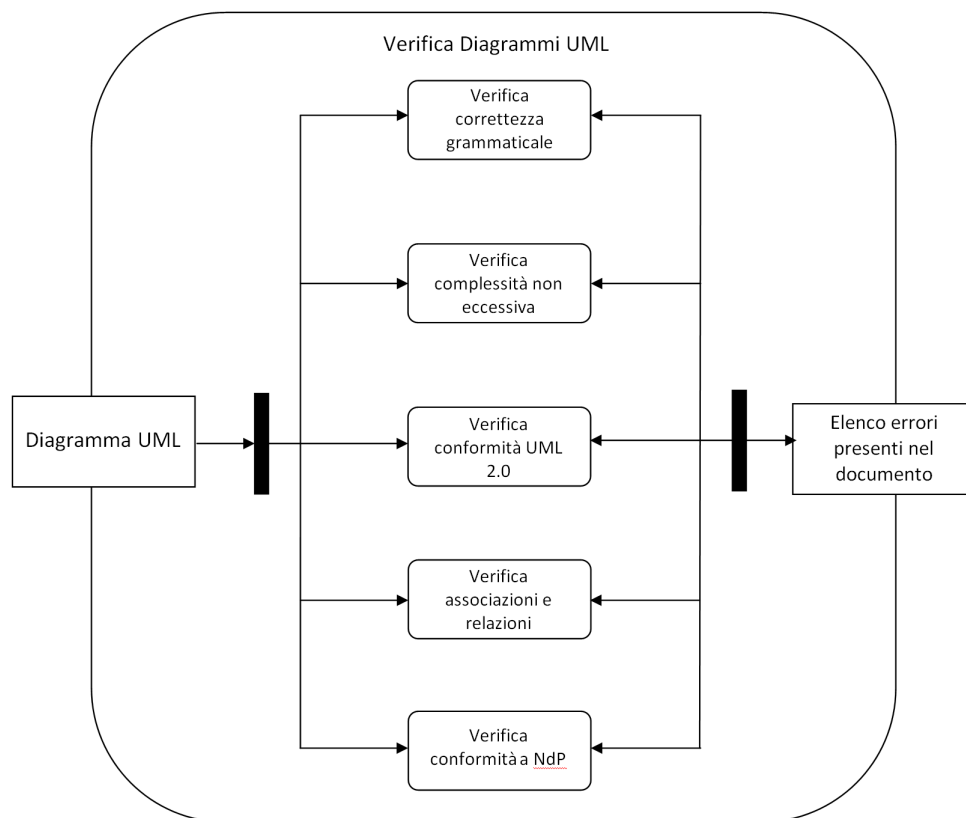 Verifica Diagrammi UML
Verifica
correttezza
grammaticale
Verifica
complessità non
eccessiva
Diagramma UML
Verifica
conformità UML
2.0
Elenco errori
presenti nel
documento
Verifica
associazioni e
relazioni
Verifica
conformità a NdP